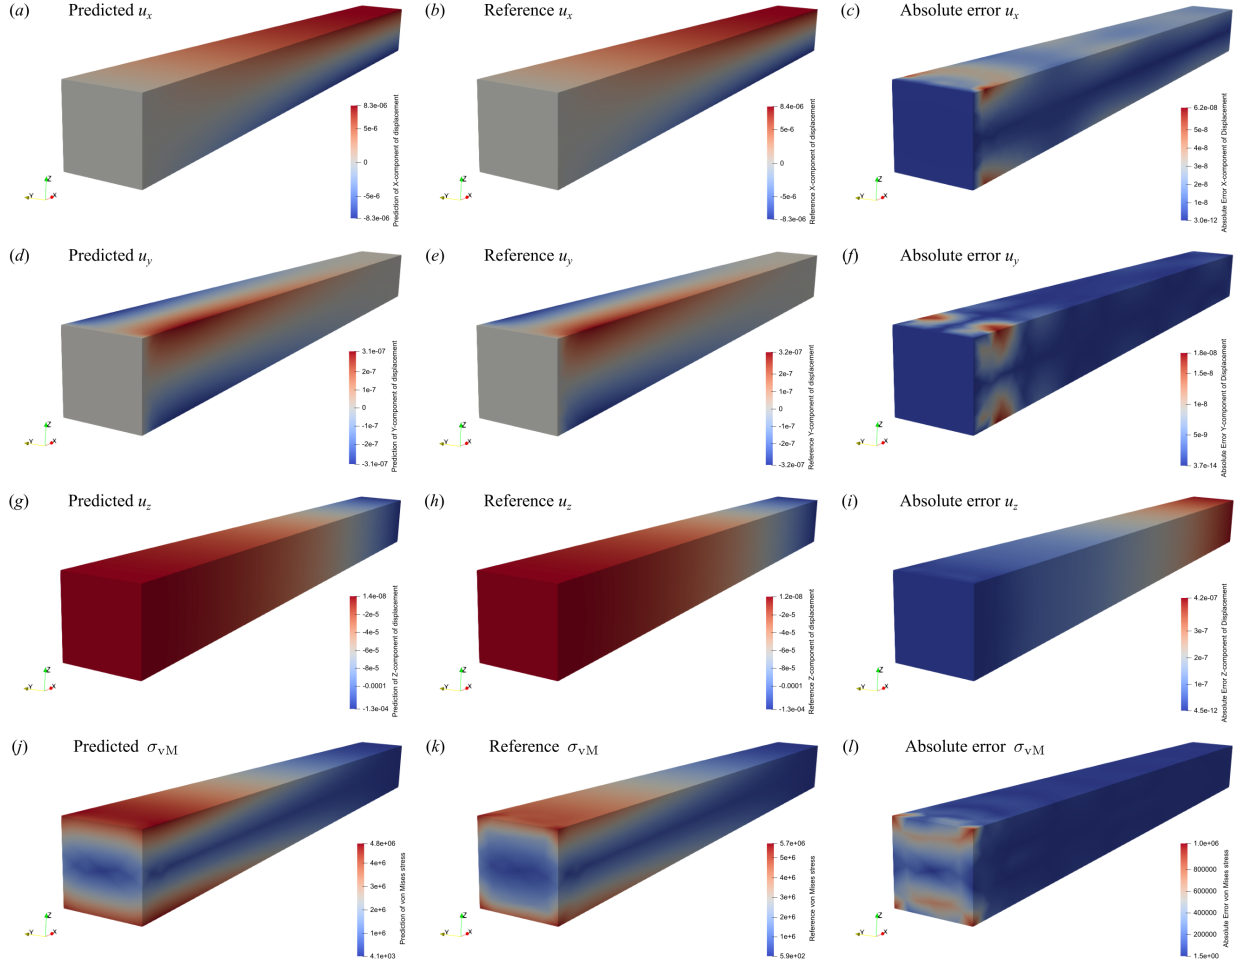 (a) Predicted u_x
8.3e-06
5e-6
0
-5e-6
-8.3e-06
Prediction of X-component of displacement
Z
Y
X
(b) Reference u_x
8.4e-06
5e-6
0
-5e-6
-8.3e-06
Reference X-component of displacement
Z
Y
X
(c) Absolute error u_x
6.2e-08
5e-8
4e-8
3e-8
2e-8
1e-8
3.0e-12
Absolute Error X-component of Displacement
Z
Y
X
(d) Predicted u_y
3.1e-07
2e-7
1e-7
0
-1e-7
-2e-7
-3.1e-07
Prediction of Y-component of displacement
Z
Y
X
(e) Reference u_y
3.2e-07
2e-7
1e-7
0
-1e-7
-2e-7
-3.2e-07
Reference Y-component of displacement
Z
Y
X
(f) Absolute error u_y
1.8e-08
1.5e-8
1e-8
5e-9
3.7e-14
Absolute Error Y-component of Displacement
Z
Y
X
(g) Predicted u_z
1.4e-08
-2e-5
-4e-5
-6e-5
-8e-5
-0.0001
-1.3e-04
Prediction of Z-component of displacement
Z
Y
X
(h) Reference u_z
1.2e-08
-2e-5
-4e-5
-6e-5
-8e-5
-0.0001
-1.3e-04
Reference Z-component of displacement
Z
Y
X
(i) Absolute error u_z
4.2e-07
3e-7
2e-7
1e-7
4.5e-12
Absolute Error Z-component of Displacement
Z
Y
X
(j) Predicted σ_vM
4.8e+06
4e+6
3e+6
2e+6
1e+6
4.1e+03
Prediction of von Mises stress
Z
Y
X
(k) Reference σ_vM
5.7e+06
5e+6
4e+6
3e+6
2e+6
1e+6
5.9e+02
Reference von Mises stress
Z
Y
X
(l) Absolute error σ_vM
1.0e+06
800000
600000
400000
200000
1.5e+00
Absolute Error von Mises stress
Z
Y
X